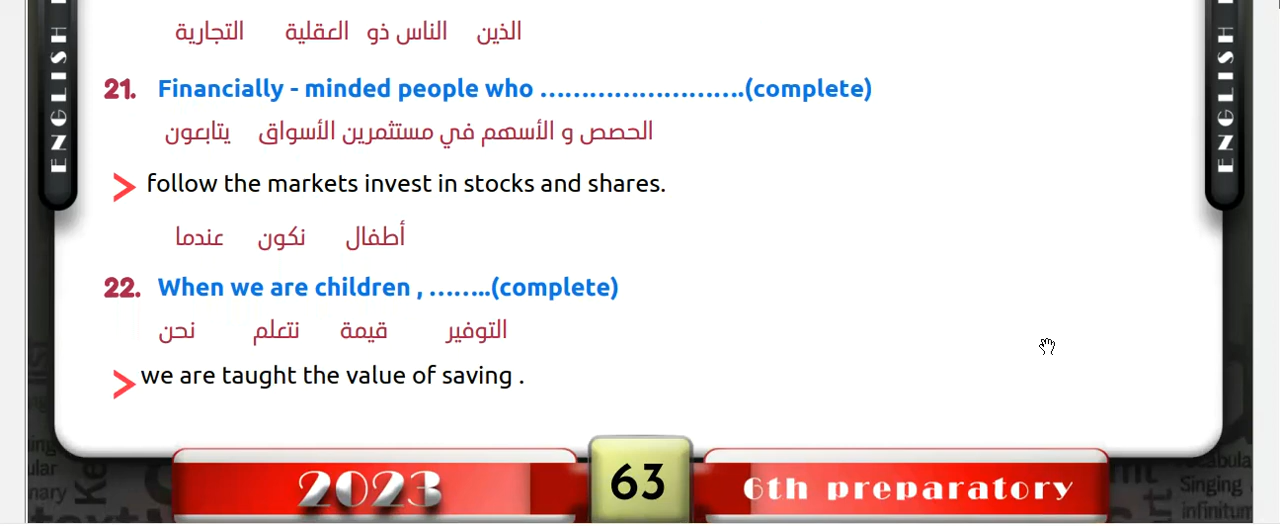 الذين الناس ذو العقلية التجارية
21. Financially - minded people who .........................(complete)
يتابعون الأسواق مستثمرين في الأسهم و الحصص
> follow the markets invest in stocks and shares.
عندما نكون أطفال
22. When we are children , ........(complete)
نحن نتعلم قيمة التوفير
> we are taught the value of saving .
2023
63
6th preparatory
ENGLISH
ENGLISH
Singing
infinitum